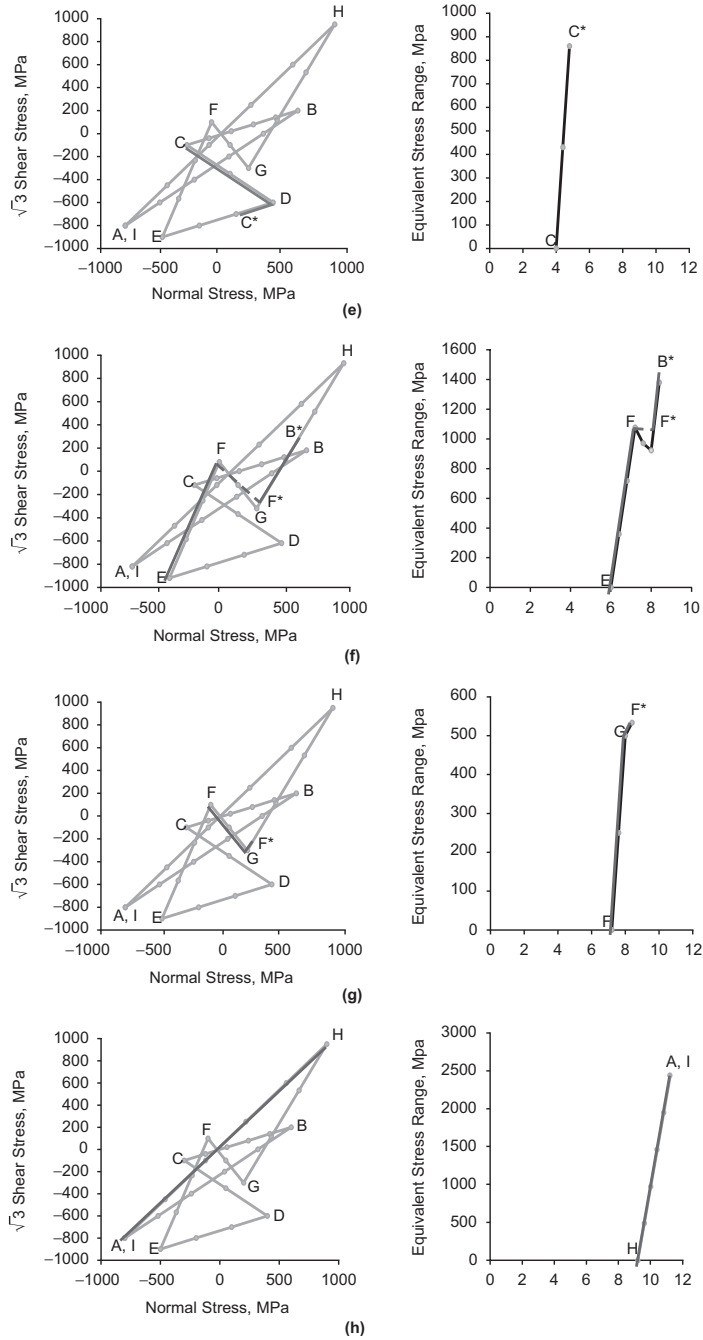 1000
800
600
400
200
0
−200
−400
−600
−800
−1000
√3 Shear Stress, MPa
−1000
−500
0
500
1000
Normal Stress, MPa
H
F
B
C
G
D
C*
E
A, I
1000
900
800
700
600
500
400
300
200
100
0
Equivalent Stress Range, MPa
0 2 4 6 8 10 12
C*
C
(e)
1000
800
600
400
200
0
−200
−400
−600
−800
−1000
√3 Shear Stress, MPa
−1000
−500
0
500
1000
Normal Stress, MPa
H
B*
F
B
C
F*
G
D
A, I
E
1600
1400
1200
1000
800
600
400
200
0
Equivalent Stress Range, Mpa
0 2 4 6 8 10
B*
F
F*
E
(f)
1000
800
600
400
200
0
−200
−400
−600
−800
−1000
√3 Shear Stress, MPa
−1000
−500
0
500
1000
Normal Stress, MPa
H
F
B
C
F*
G
D
A, I
E
600
500
400
300
200
100
0
Equivalent Stress Range, Mpa
0 2 4 6 8 10 12
F*
G
F
(g)
1000
800
600
400
200
0
−200
−400
−600
−800
−1000
√3 Shear Stress, MPa
−1000
−500
0
500
1000
Normal Stress, MPa
H
F
B
C
G
D
A, I
E
3000
2500
2000
1500
1000
500
0
Equivalent Stress Range, Mpa
0 2 4 6 8 10 12
A, I
H
(h)